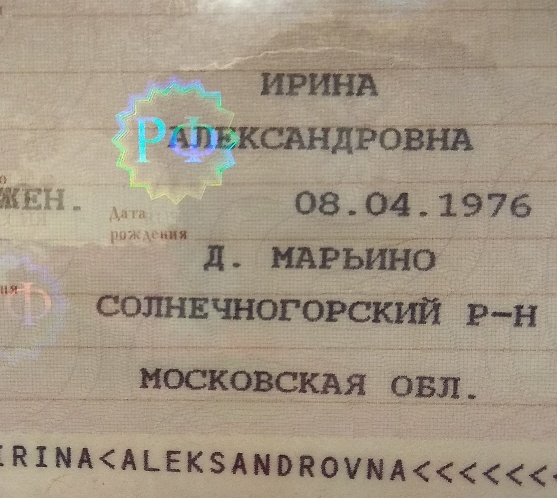 ИРИНА
АЛЕКСАНДРОВНА
РФ
ЖЕН.
08.04.1976
Дата
рождения
Д. МАРЬИНО
СОЛНЕЧНОГОРСКИЙ Р-Н
МОСКОВСКАЯ ОБЛ.
IRINA<ALEKSANDROVNA<<<<<<